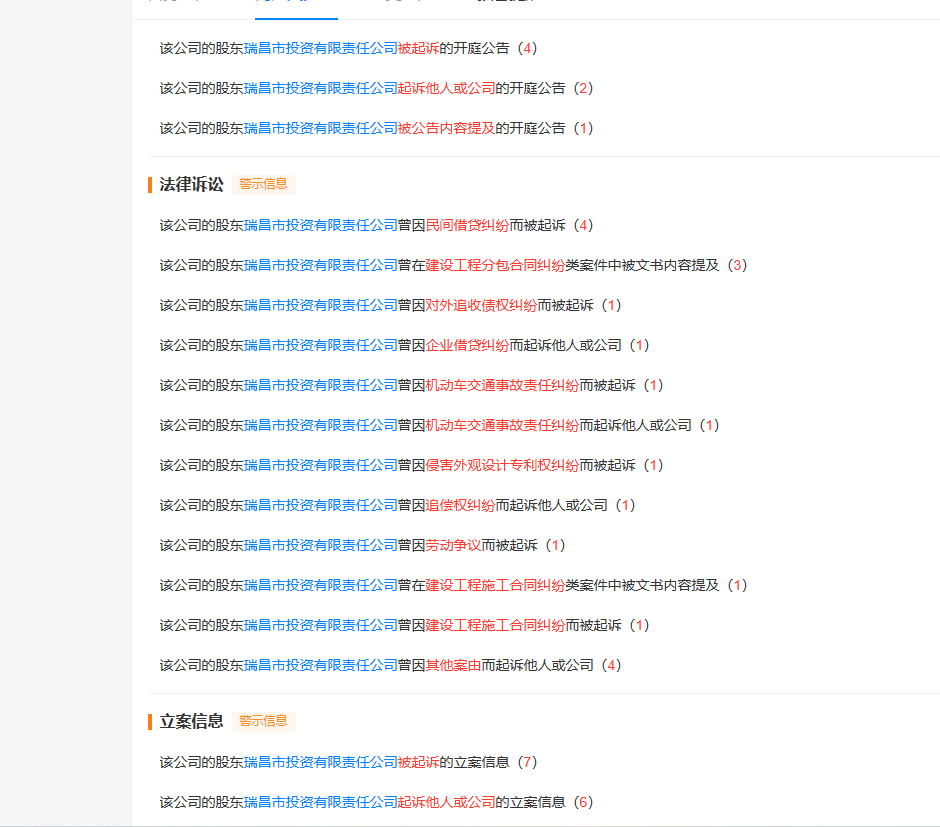 该公司的股东瑞昌市投资有限责任公司被起诉的开庭公告（4）
该公司的股东瑞昌市投资有限责任公司起诉他人或公司的开庭公告（2）
该公司的股东瑞昌市投资有限责任公司被公告内容提及的开庭公告（1）
法律诉讼 警示信息
该公司的股东瑞昌市投资有限责任公司曾因民间借贷纠纷而被起诉（4）
该公司的股东瑞昌市投资有限责任公司曾在建设工程分包合同纠纷类案件中被文书内容提及（3）
该公司的股东瑞昌市投资有限责任公司曾因对外追收债权纠纷而被起诉（1）
该公司的股东瑞昌市投资有限责任公司曾因企业借贷纠纷而起诉他人或公司（1）
该公司的股东瑞昌市投资有限责任公司曾因机动车交通事故责任纠纷而被起诉（1）
该公司的股东瑞昌市投资有限责任公司曾因机动车交通事故责任纠纷而起诉他人或公司（1）
该公司的股东瑞昌市投资有限责任公司曾因侵害外观设计专利权纠纷而被起诉（1）
该公司的股东瑞昌市投资有限责任公司曾因追偿权纠纷而起诉他人或公司（1）
该公司的股东瑞昌市投资有限责任公司曾因劳动争议而被起诉（1）
该公司的股东瑞昌市投资有限责任公司曾在建设工程施工合同纠纷类案件中被文书内容提及（1）
该公司的股东瑞昌市投资有限责任公司曾因建设工程施工合同纠纷而被起诉（1）
该公司的股东瑞昌市投资有限责任公司曾因其他案由而起诉他人或公司（4）
立案信息 警示信息
该公司的股东瑞昌市投资有限责任公司被起诉的立案信息（7）
该公司的股东瑞昌市投资有限责任公司起诉他人或公司的立案信息（6）